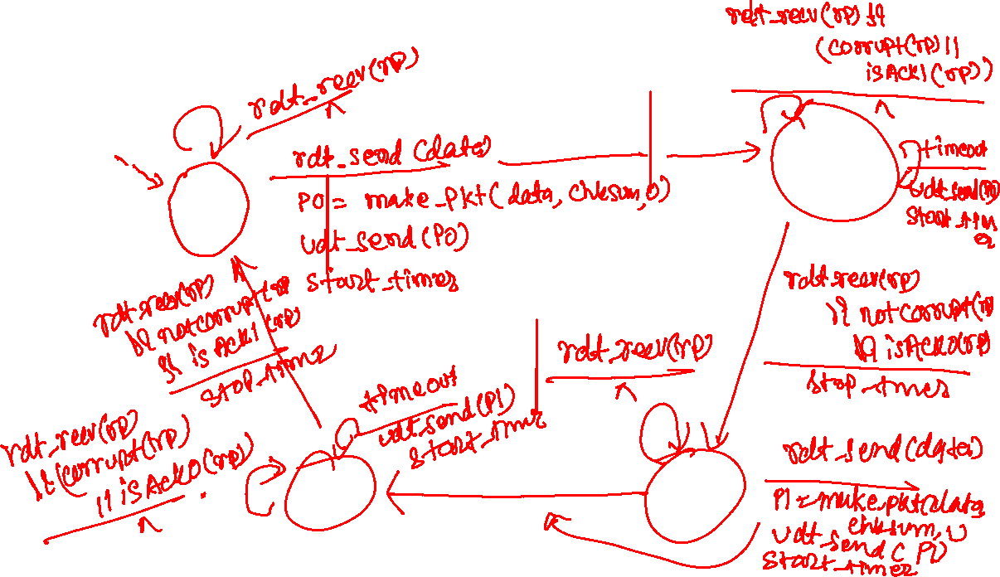 rdt_recv(rp) &&
(corrupt(rp) ||
isACK1(rp))
Λ
rdt_recv(rp)
Λ
rdt_send(data)
P0 = make_pkt(data, chksum, 0)
udt_send(P0)
start_timer
timeout
udt_send(P0)
start_timer
rdt_recv(rp)
&& notcorrupt(rp)
&& isACK0(rp)
stop_timer
rdt_recv(rp)
&& notcorrupt(rp)
&& isACK1(rp)
stop_timer
rdt_recv(rp)
Λ
timeout
udt_send(P1)
start_timer
rdt_recv(rp)
&& (corrupt(rp)
|| isACK0(rp))
Λ
rdt_send(data)
P1 = make_pkt(data,
chksum, 1)
udt_send(P1)
start_timer